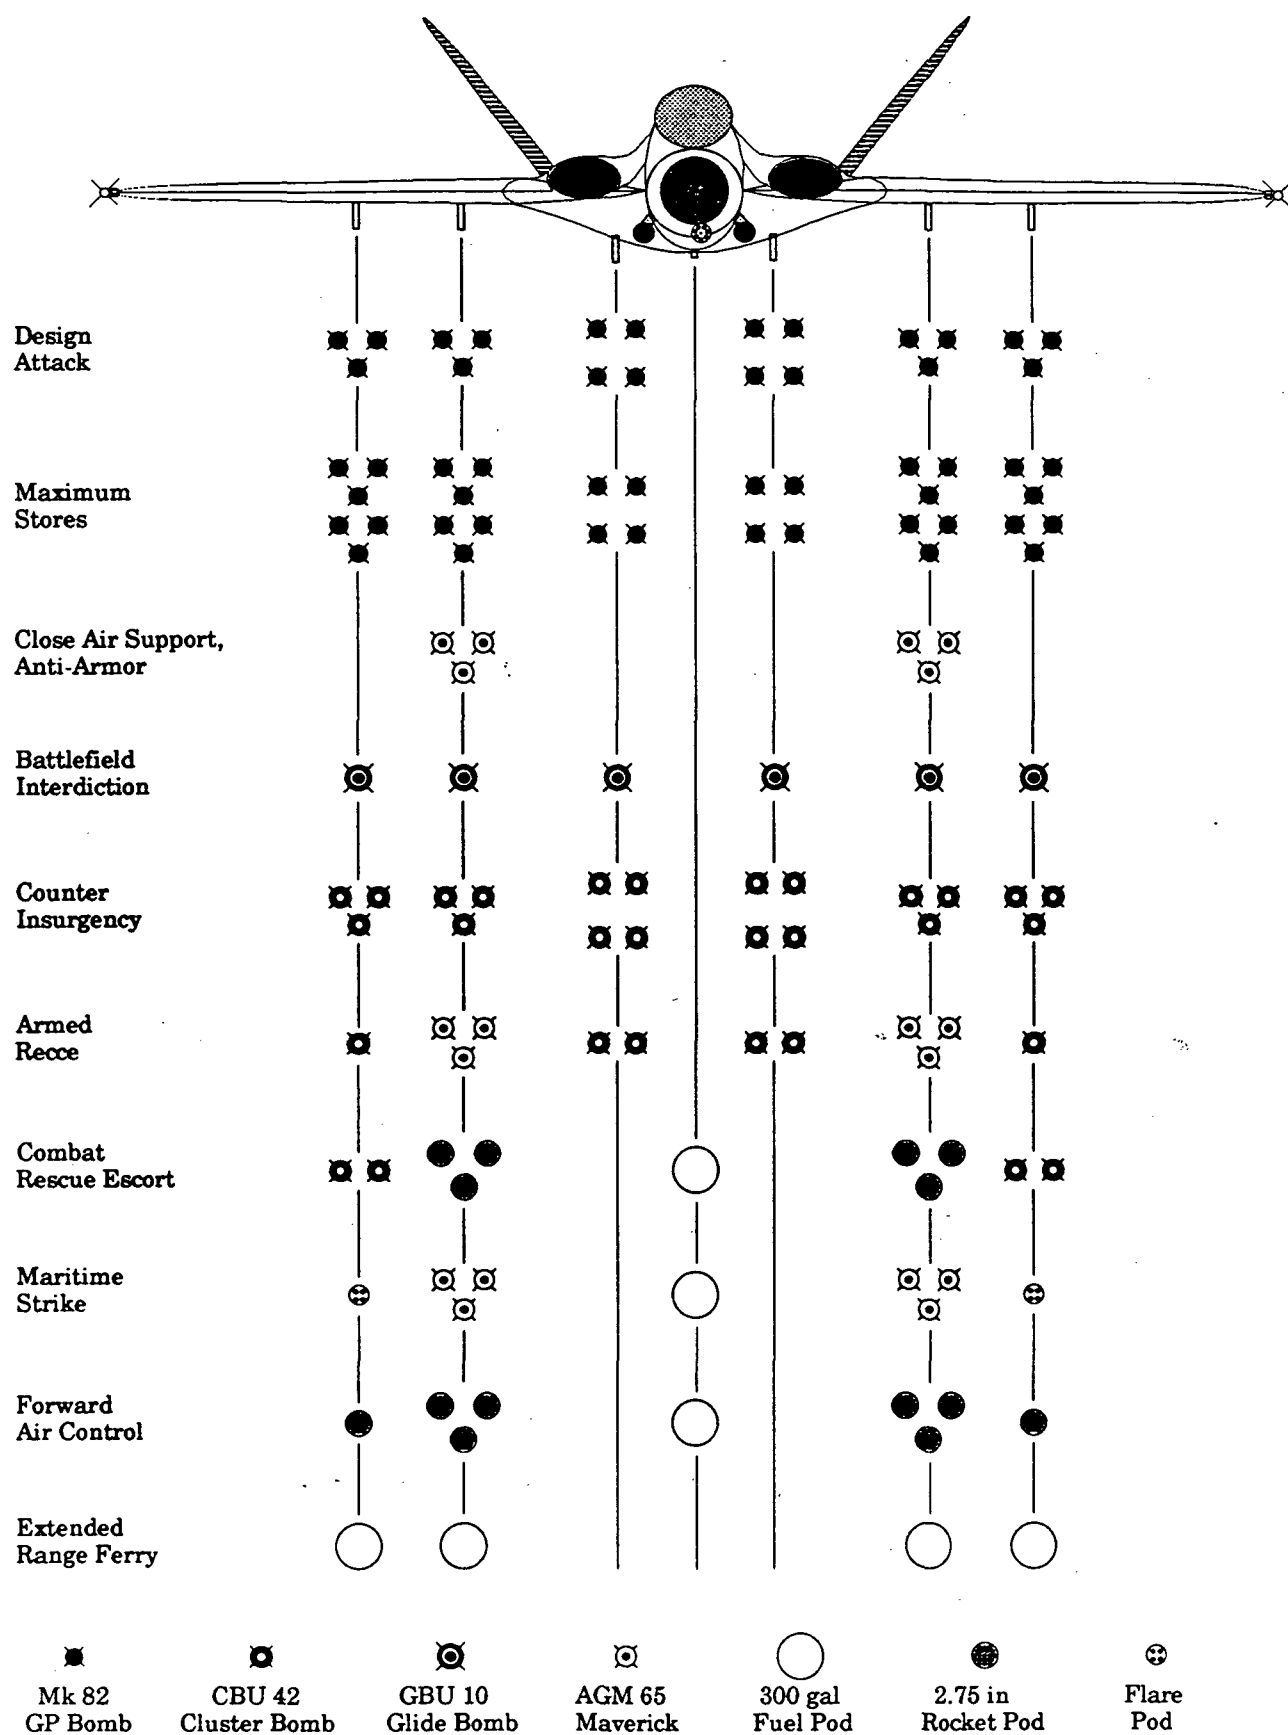 Design
Attack
Maximum
Stores
Close Air Support,
Anti-Armor
Battlefield
Interdiction
Counter
Insurgency
Armed
Recce
Combat
Rescue Escort
Maritime
Strike
Forward
Air Control
Extended
Range Ferry
Mk 82
GP Bomb
CBU 42
Cluster Bomb
GBU 10
Glide Bomb
AGM 65
Maverick
300 gal
Fuel Pod
2.75 in
Rocket Pod
Flare
Pod